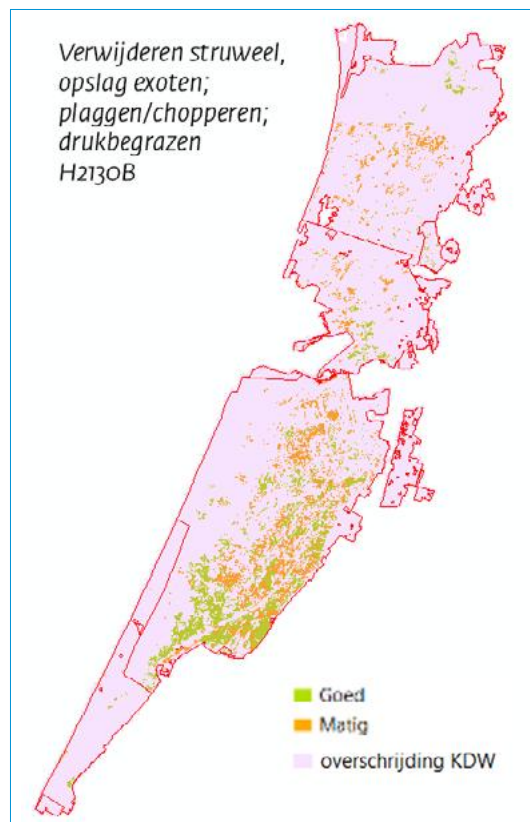 Verwijderen struweel,
opslag exoten;
plaggen/chopperen;
drukbegrazen
H2130B
Goed
Matig
overschrijding KDW